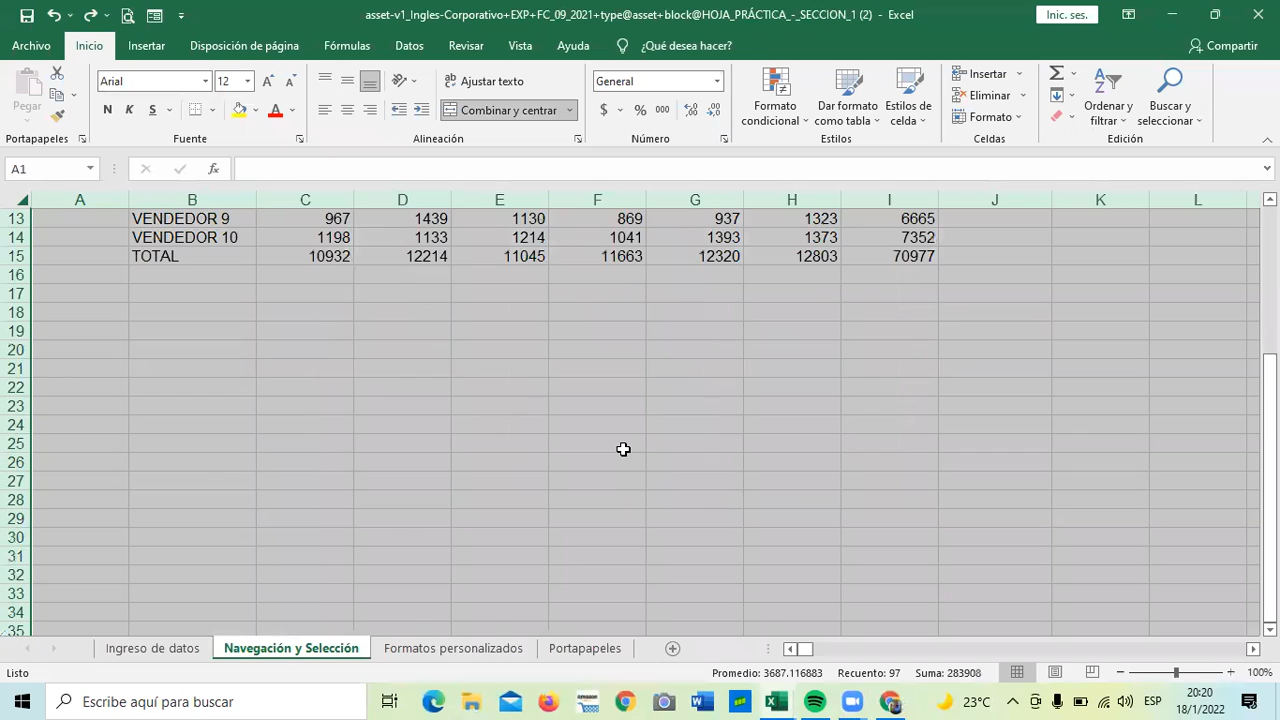 asset-v1_Ingles-Corporativo+EXP+FC_09_2021+type@asset+block@HOJA_PRÁCTICA_-_SECCION_1 (2) - Excel
Inic. ses.
Archivo Inicio Insertar Disposición de página Fórmulas Datos Revisar Vista Ayuda ¿Qué desea hacer? Compartir
Pegar
Arial 12
N K S
Ajustar texto
Combinar y centrar
General
$ % 000
Formato condicional
Dar formato como tabla
Estilos de celda
Insertar
Eliminar
Formato
Ordenar y filtrar
Buscar y seleccionar
Portapapeles Fuente Alineación Número Estilos Celdas Edición
A1 fx
A B C D E F G H I J K L
13 VENDEDOR 9 967 1439 1130 869 937 1323 6665
14 VENDEDOR 10 1198 1133 1214 1041 1393 1373 7352
15 TOTAL 10932 12214 11045 11663 12320 12803 70977
16
17
18
19
20
21
22
23
24
25
26
27
28
29
30
31
32
33
34
35
Ingreso de datos Navegación y Selección Formatos personalizados Portapapeles
Listo Promedio: 3687.116883 Recuento: 97 Suma: 283908 100%
Escribe aquí para buscar 23°C ESP 20:20
18/1/2022